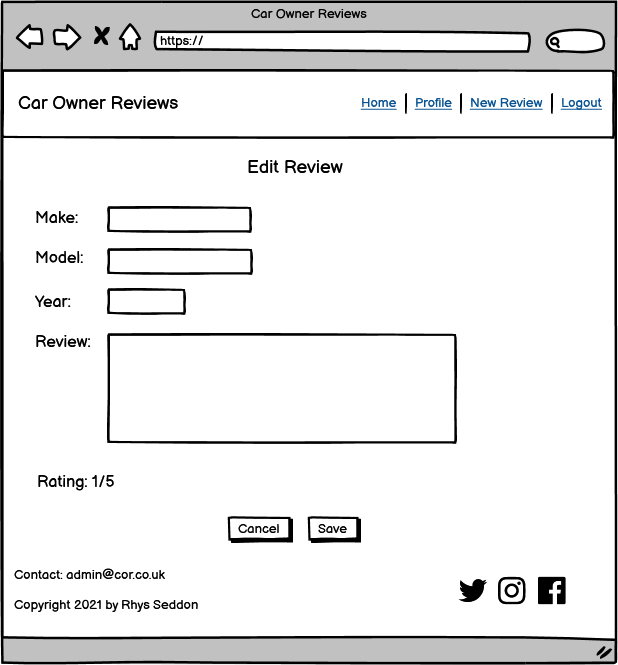 Car Owner Reviews
https://
Car Owner Reviews
Home | Profile | New Review | Logout
Edit Review
Make:
Model:
Year:
Review:
Rating: 1/5
Cancel Save
Contact: admin@cor.co.uk
Copyright 2021 by Rhys Seddon